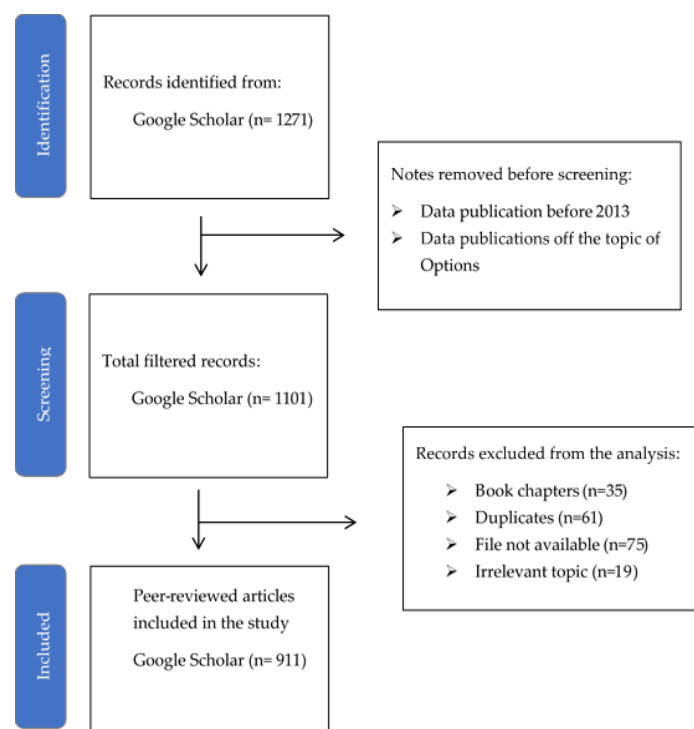 Identification
Records identified from:
Google Scholar (n= 1271)
Notes removed before screening:
➢ Data publication before 2013
➢ Data publications off the topic of
Options
Screening
Total filtered records:
Google Scholar (n= 1101)
Records excluded from the analysis:
➢ Book chapters (n=35)
➢ Duplicates (n=61)
➢ File not available (n=75)
➢ Irrelevant topic (n=19)
Included
Peer-reviewed articles
included in the study
Google Scholar (n= 911)